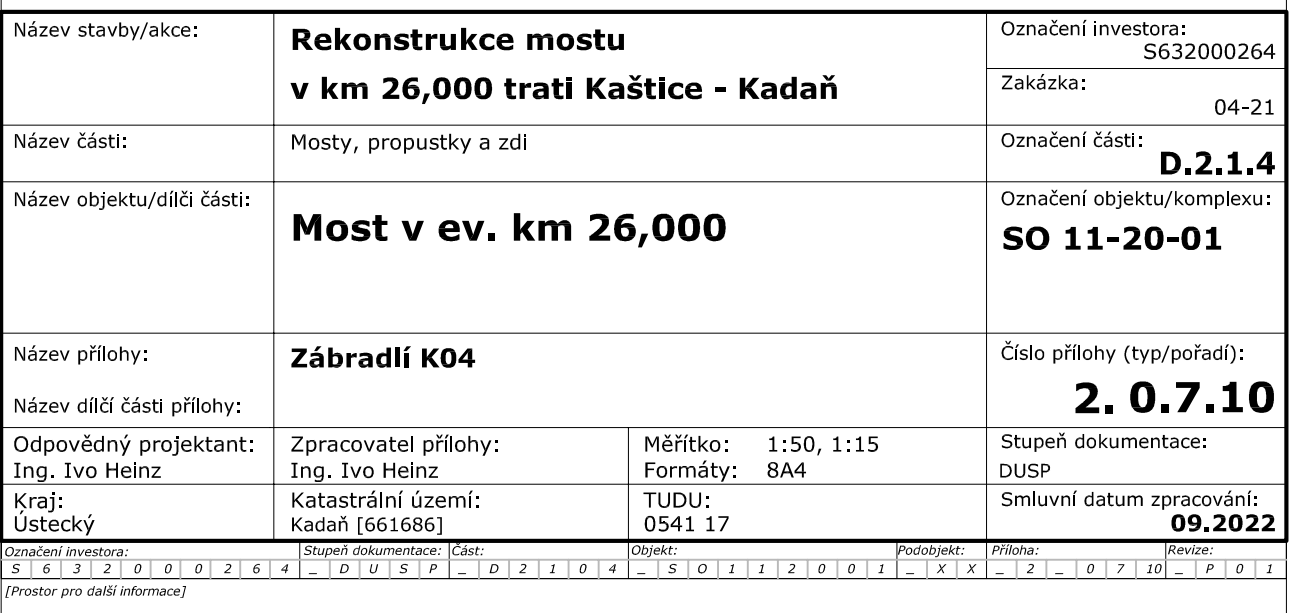 Název stavby/akce:
Rekonstrukce mostu
v km 26,000 trati Kaštice - Kadaň
Označení investora:
S632000264
Zakázka:
04-21
Název části:
Mosty, propustky a zdi
Označení části:
D.2.1.4
Název objektu/dílči části:
Most v ev. km 26,000
Označení objektu/komplexu:
SO 11-20-01
Název přílohy:
Zábradlí K04
Číslo přílohy (typ/pořadí):
2. 0.7.10
Název dílčí části přílohy:
Odpovědný projektant:
Ing. Ivo Heinz
Zpracovatel přílohy:
Ing. Ivo Heinz
Měřítko: 1:50, 1:15
Formáty: 8A4
Stupeň dokumentace:
DUSP
Kraj:
Ústecký
Katastrální území:
Kadaň [661686]
TUDU:
0541 17
Smluvní datum zpracování:
09.2022
Označení investora: Stupeň dokumentace: Část: Objekt: Podobjekt: Příloha: Revize:
S 6 3 2 0 0 0 2 6 4 _ D U S P _ D 2 1 0 4 _ S O 1 1 2 0 0 1 _ X X _ 2 _ 0 7 10 _ P 0 1
[Prostor pro další informace]